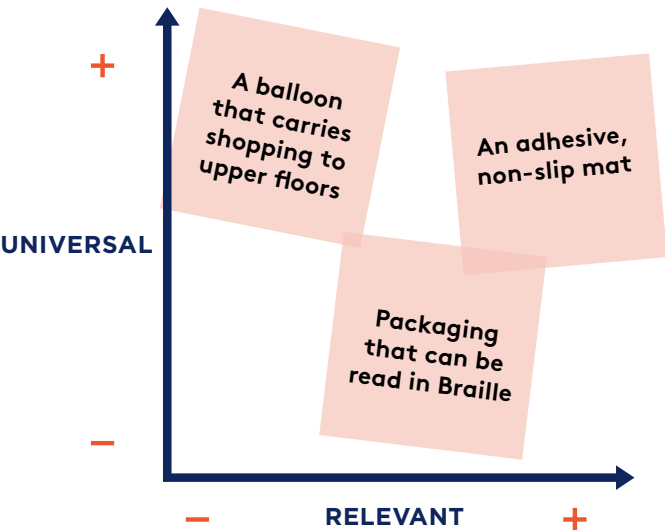 +
A balloon
that carries
shopping to
upper floors
An adhesive,
non-slip mat
UNIVERSAL
Packaging
that can be
read in Braille
−
− RELEVANT +